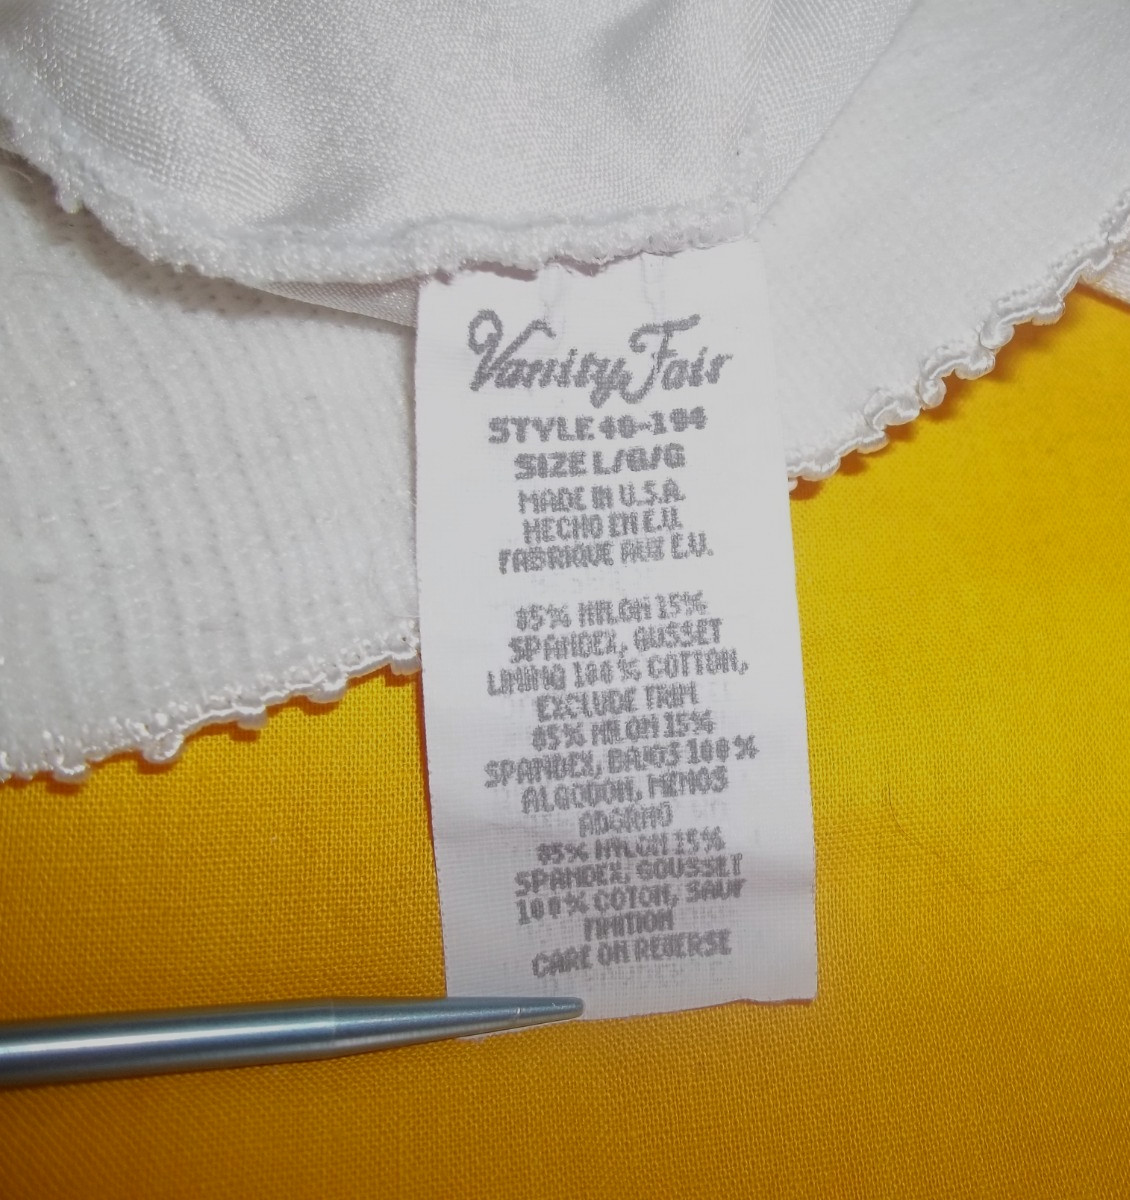 Vanity Fair
STYLE 40-194
SIZE L/G/G
MADE IN U.S.A.
HECHO EN E.U.
FABRIQUE AUX E.U.
85% NYLON 15%
SPANDEX, GUSSET
LINING 100% COTTON,
EXCLUDE TRIM
85% NILON 15%
SPANDEX, BAJOS 100%
ALGODON, MENOS
ADORNO
85% NYLON 15%
SPANDEX, GOUSSET
100% COTON, SAUF
FINITION
CARE ON REVERSE